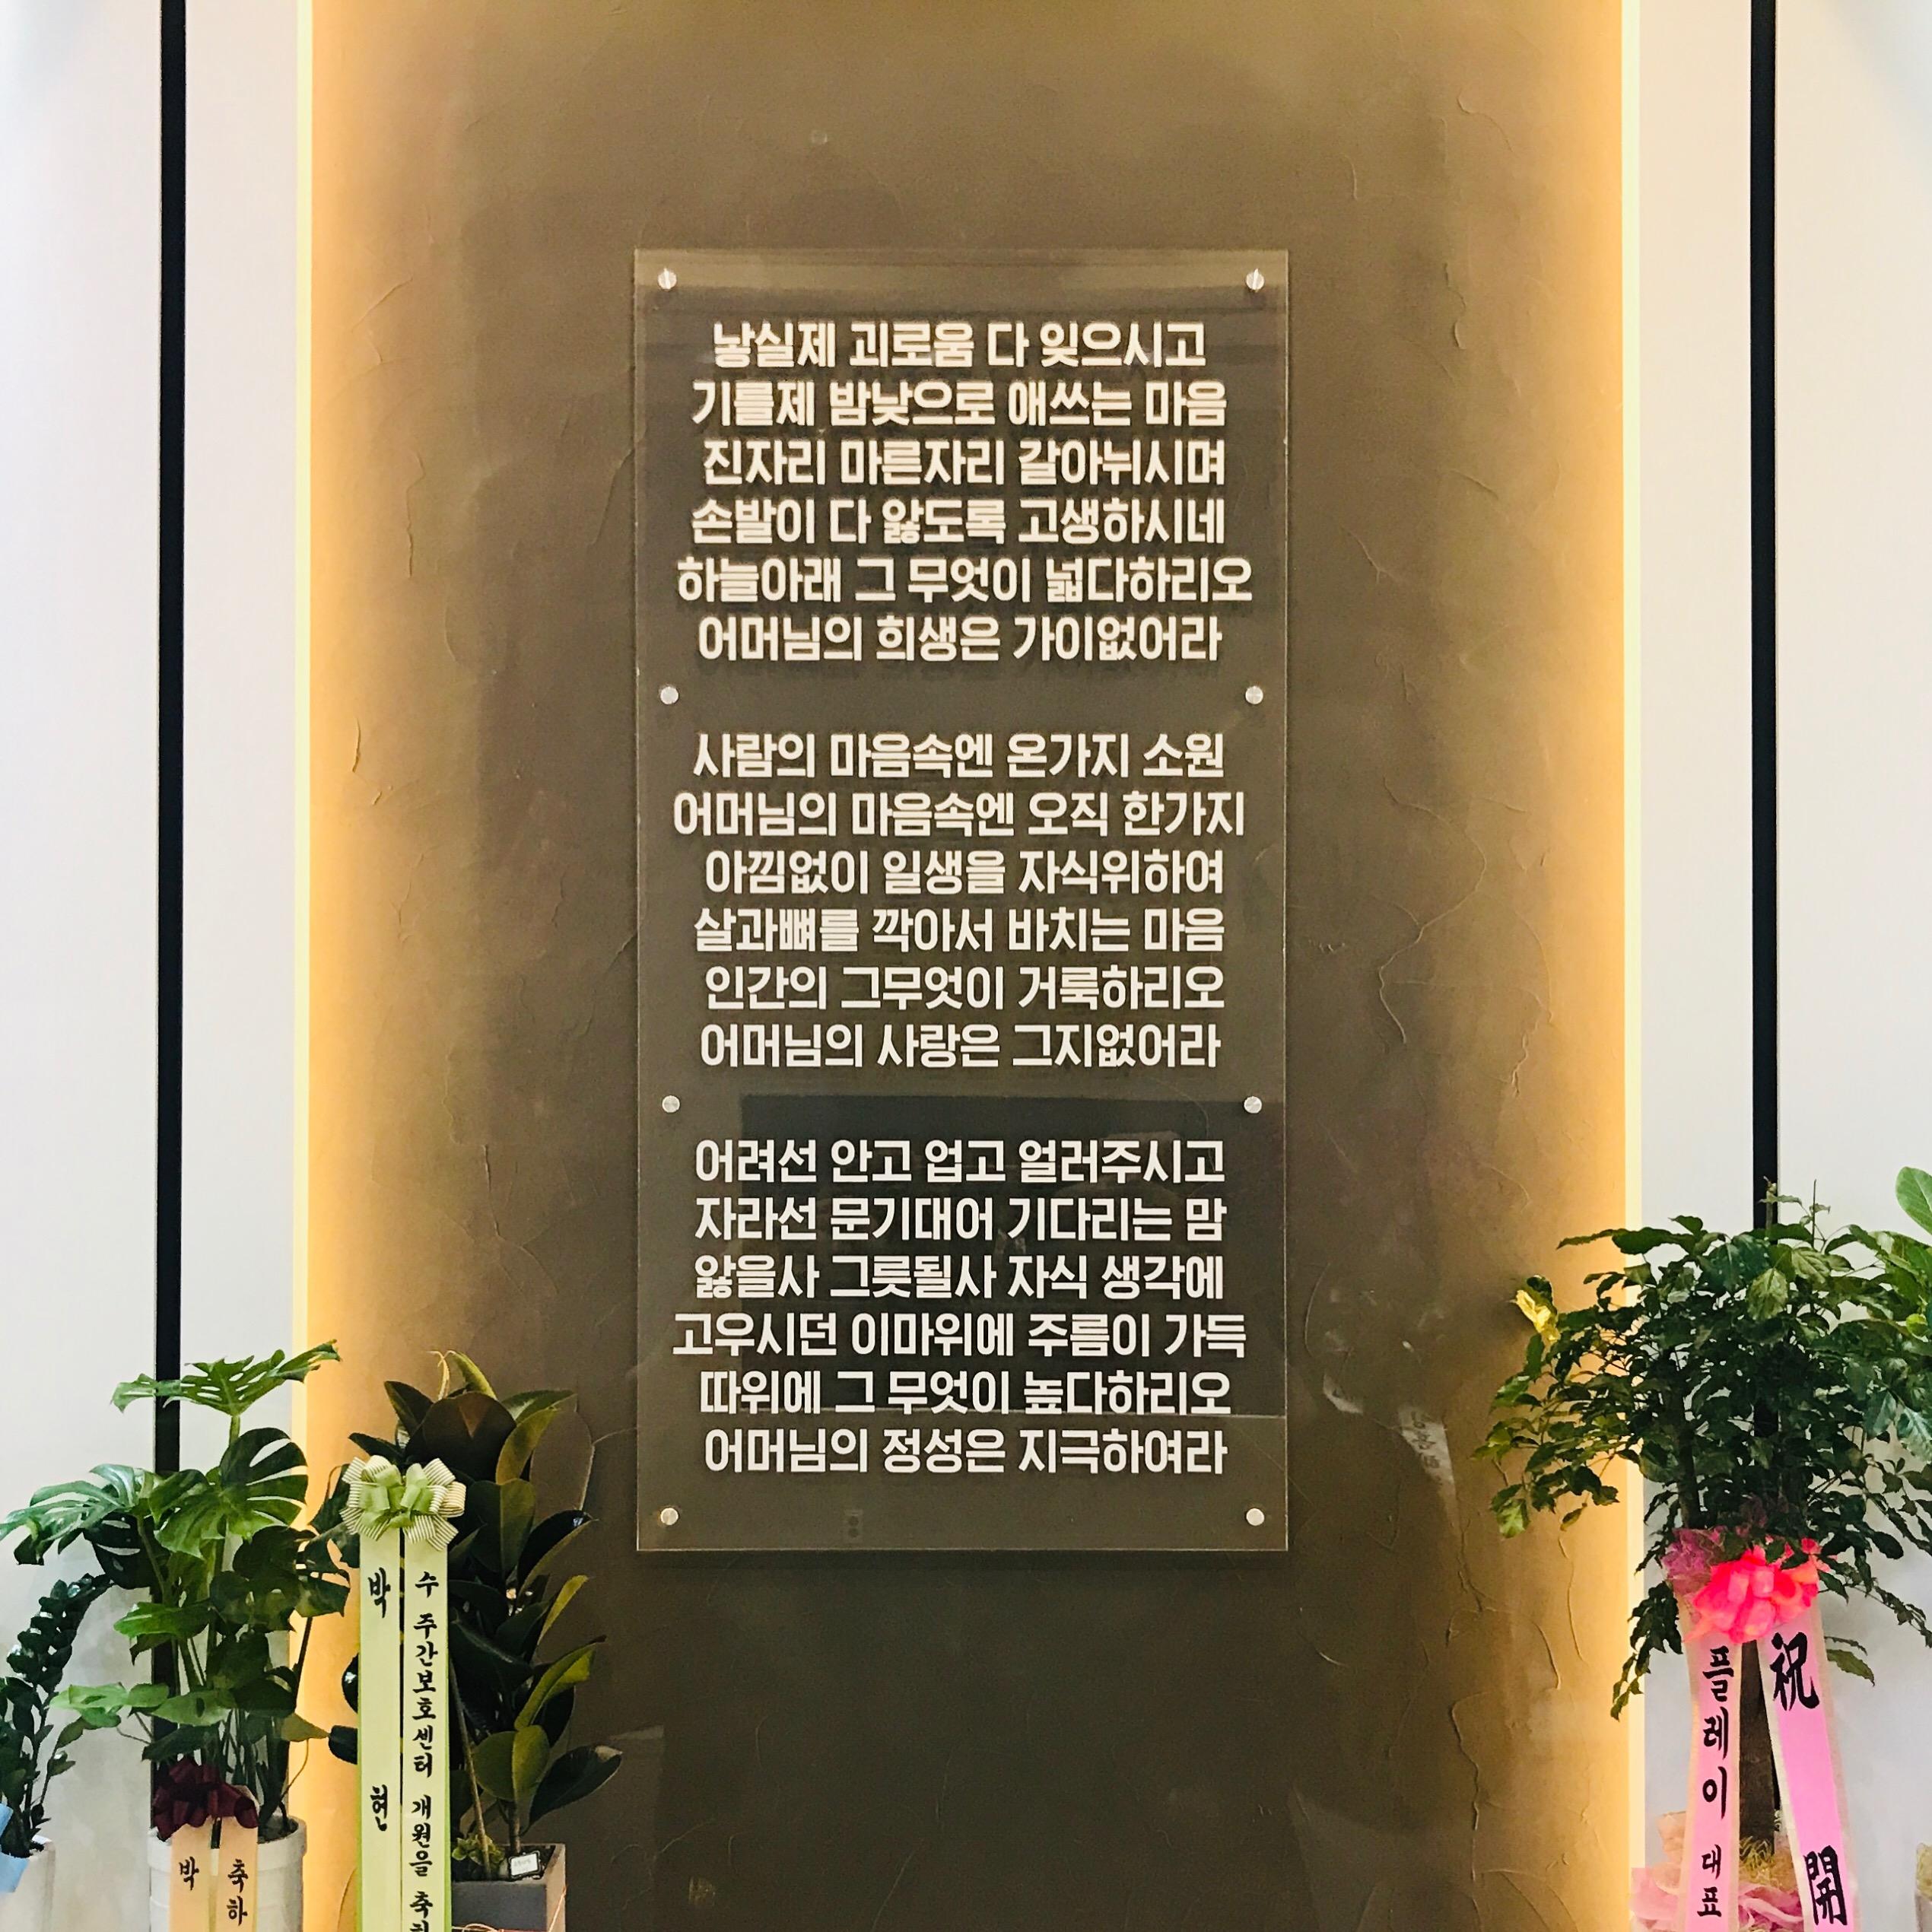 낳실제 괴로움 다 잊으시고
기를제 밤낮으로 애쓰는 마음
진자리 마른자리 갈아뉘시며
손발이 다 앓도록 고생하시네
하늘아래 그 무엇이 넓다하리오
어머님의 희생은 가이없어라
사람의 마음속엔 온가지 소원
어머님의 마음속엔 오직 한가지
아낌없이 일생을 자식위하여
살과뼈를 깍아서 바치는 마음
인간의 그무엇이 거룩하리오
어머님의 사랑은 그지없어라
어려선 안고 업고 얼러주시고
자라선 문기대어 기다리는 맘
앓을사 그릇될사 자식 생각에
고우시던 이마위에 주름이 가득
따위에 그 무엇이 높다하리오
어머님의 정성은 지극하여라
박
축하
박 현
수 주간보호센터 개원을 축하
플레이 대표
祝 開